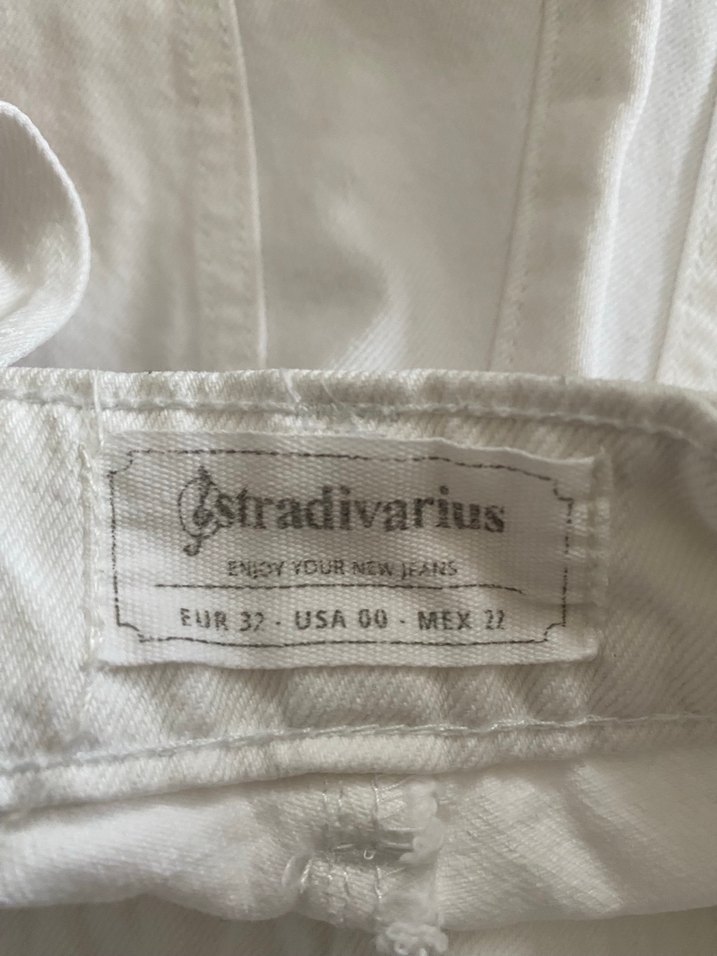 stradivarius
ENJOY YOUR NEW JEANS
EUR 32 · USA 00 · MEX 22